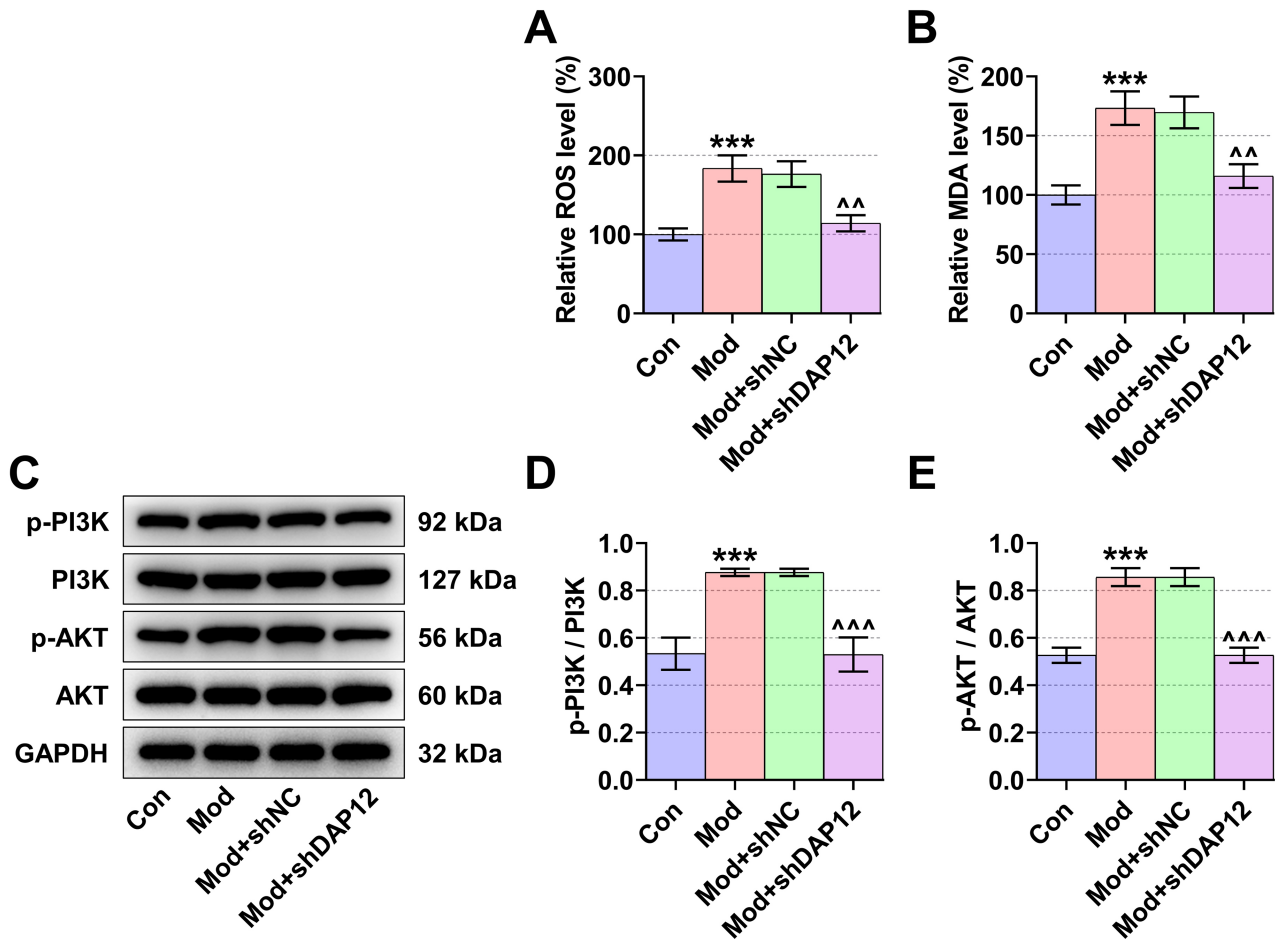 A
Relative ROS level (%)
300
200
100
0
***
^^
Con
Mod
Mod+shNC
Mod+shDAP12
B
Relative MDA level (%)
200
150
100
50
0
***
^^
Con
Mod
Mod+shNC
Mod+shDAP12
C
p-PI3K 92 kDa
PI3K 127 kDa
p-AKT 56 kDa
AKT 60 kDa
GAPDH 32 kDa
Con
Mod
Mod+shNC
Mod+shDAP12
D
p-PI3K / PI3K
1.0
0.8
0.6
0.4
0.2
0.0
***
^^^
Con
Mod
Mod+shNC
Mod+shDAP12
E
p-AKT / AKT
1.0
0.8
0.6
0.4
0.2
0.0
***
^^^
Con
Mod
Mod+shNC
Mod+shDAP12